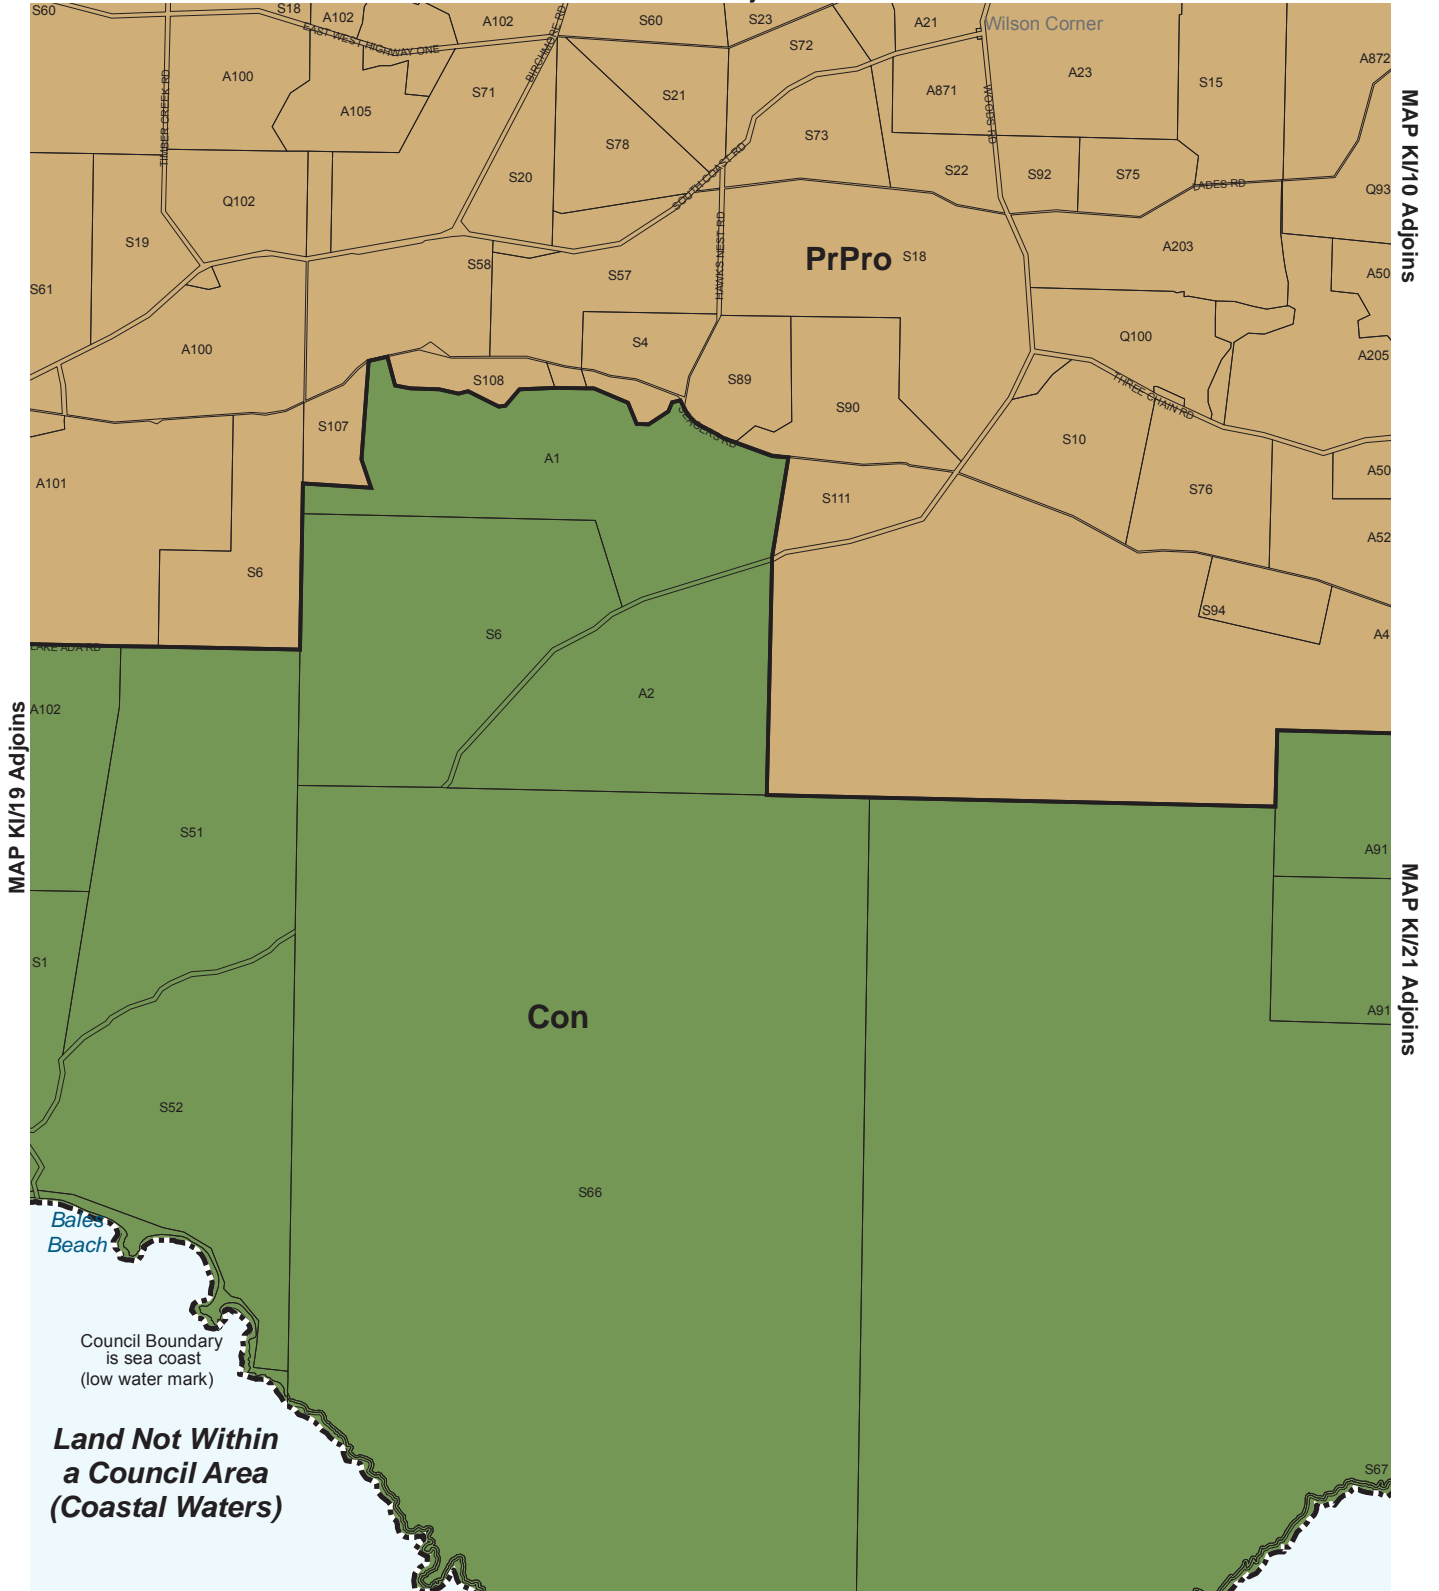 S60
S18
A102
A102
S60
S23
A21
Wilson Corner
EAST WEST HIGHWAY ONE
BIRCHMORE RD
S72
A872
A100
A105
S71
S21
A871
A23
S15
TIMBER CREEK RD
WOODS RD
S78
S73
S20
SOUTH COAST RD
S22
S92
S75
LADES RD
Q93
Q102
S19
HAWKS NEST RD
PrPro
S18
A203
S61
S58
S57
A50
MAP KI/10 Adjoins
A100
S4
Q100
A205
S108
S89
S90
THREE CHAIN RD
S107
SEAGERS RD
S10
A101
A1
S111
S76
A50
A52
S6
S94
S6
A4
LAKE ADA RD
A102
A2
MAP KI/19 Adjoins
S51
A91
S1
MAP KI/21 Adjoins
Con
A91
S52
S66
Bales
Beach
Council Boundary
is sea coast
(low water mark)
Land Not Within
a Council Area
(Coastal Waters)
S67